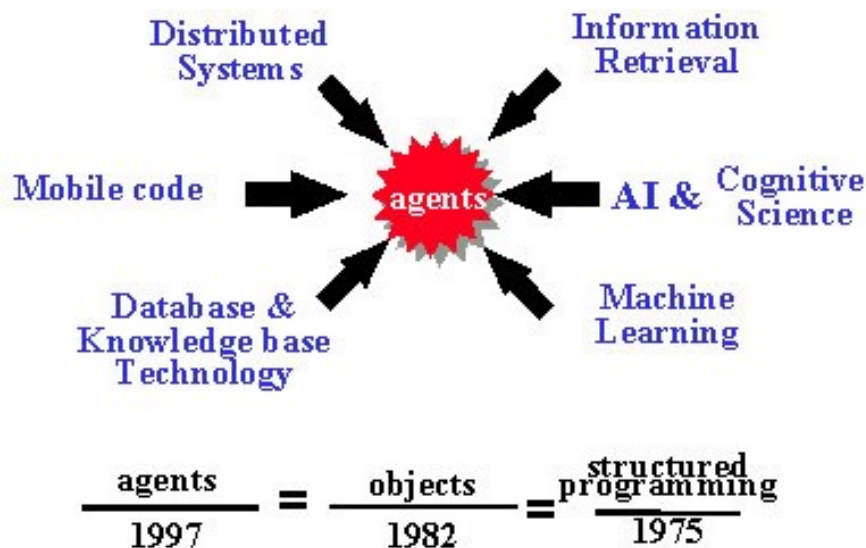 Distributed
Systems
Information
Retrieval
Mobile code
agents
AI & Cognitive
Science
Database &
Knowledge base
Technology
Machine
Learning
agents = objects = structured
programming
1997 1982 1975